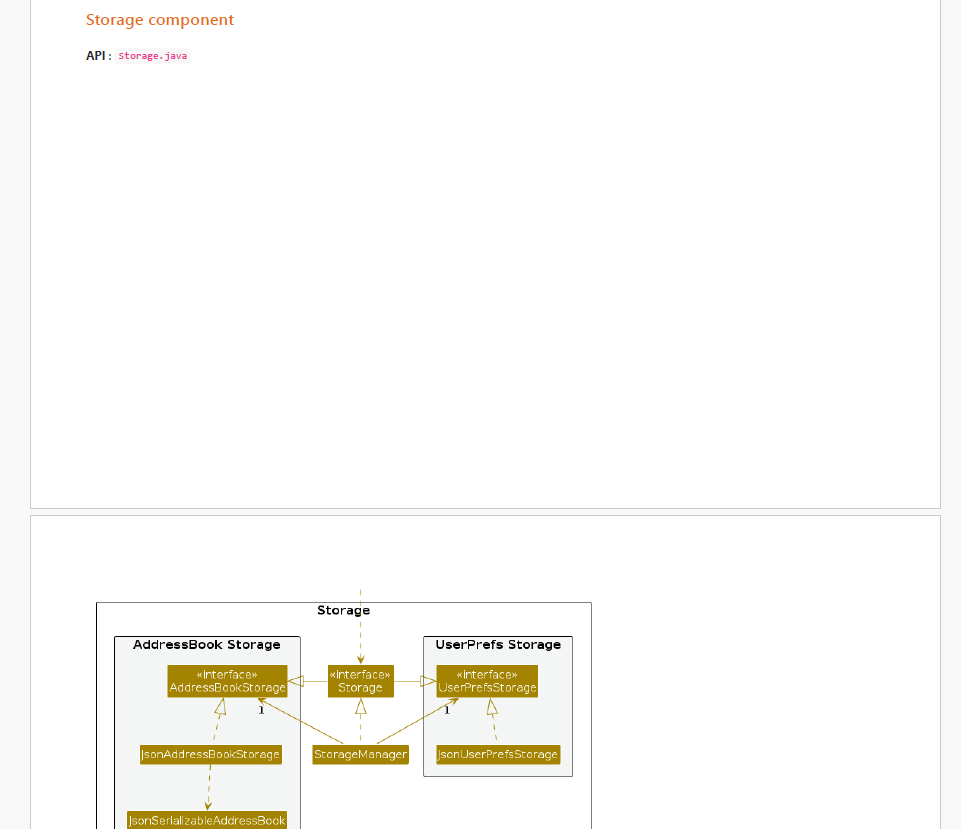 Storage component
API : Storage.java
Storage
AddressBook Storage
UserPrefs Storage
«interface»
AddressBookStorage
«interface»
Storage
«interface»
UserPrefsStorage
1
1
JsonAddressBookStorage
StorageManager
JsonUserPrefsStorage
JsonSerializableAddressBook